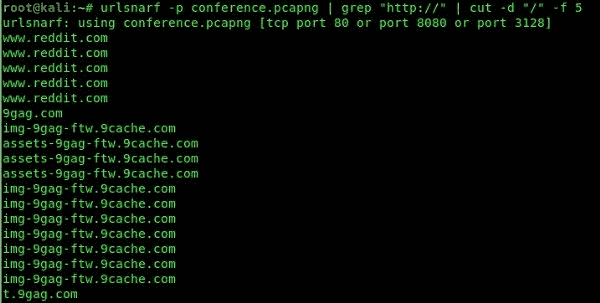 root@kali:~# urlsnarf -p conference.pcapng | grep "http://" | cut -d "/" -f 5
urlsnarf: using conference.pcapng [tcp port 80 or port 8080 or port 3128]
www.reddit.com
www.reddit.com
www.reddit.com
www.reddit.com
www.reddit.com
9gag.com
img-9gag-ftw.9cache.com
assets-9gag-ftw.9cache.com
assets-9gag-ftw.9cache.com
assets-9gag-ftw.9cache.com
img-9gag-ftw.9cache.com
img-9gag-ftw.9cache.com
img-9gag-ftw.9cache.com
img-9gag-ftw.9cache.com
img-9gag-ftw.9cache.com
img-9gag-ftw.9cache.com
img-9gag-ftw.9cache.com
t.9gag.com